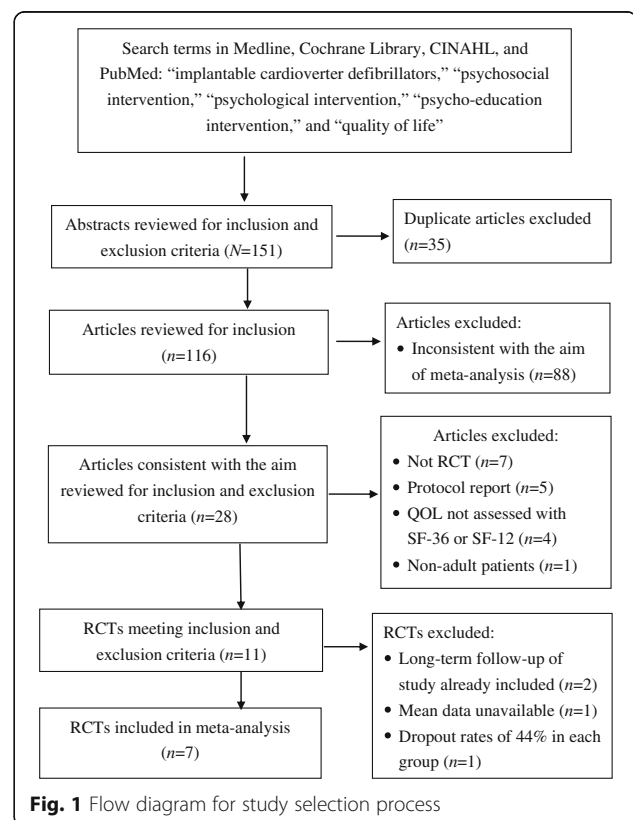 Search terms in Medline, Cochrane Library, CINAHL, and
PubMed: “implantable cardioverter defibrillators,” “psychosocial
intervention,” “psychological intervention,” “psycho-education
intervention,” and “quality of life”
Abstracts reviewed for inclusion and
exclusion criteria (N=151)
Duplicate articles excluded
(n=35)
Articles reviewed for inclusion
(n=116)
Articles excluded:
• Inconsistent with the aim
of meta-analysis (n=88)
Articles consistent with the aim
reviewed for inclusion and exclusion
criteria (n=28)
Articles excluded:
• Not RCT (n=7)
• Protocol report (n=5)
• QOL not assessed with
SF-36 or SF-12 (n=4)
• Non-adult patients (n=1)
RCTs meeting inclusion and
exclusion criteria (n=11)
RCTs excluded:
• Long-term follow-up of
study already included (n=2)
• Mean data unavailable (n=1)
• Dropout rates of 44% in each
group (n=1)
RCTs included in meta-analysis
(n=7)
Fig. 1 Flow diagram for study selection process